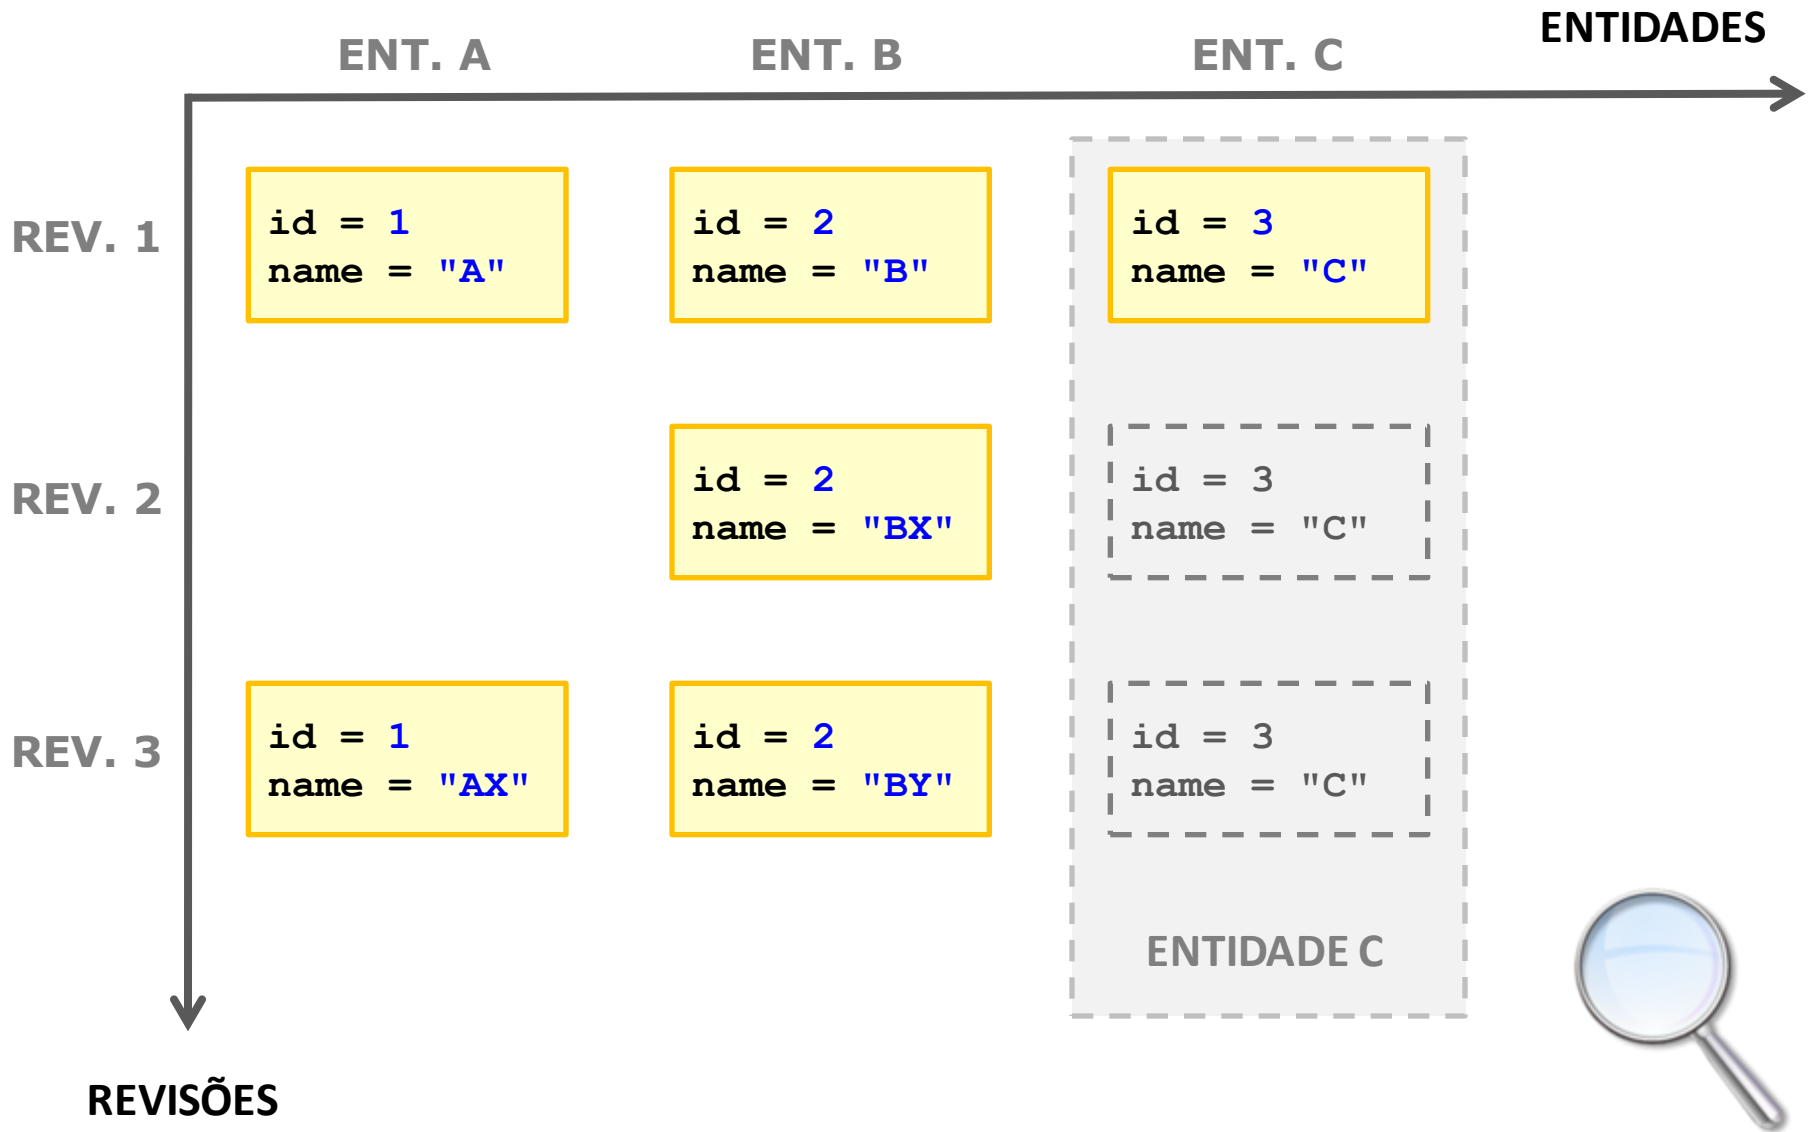 ENTIDADES
ENT. A
ENT. B
ENT. C
REV. 1
id = 1
name = "A"
id = 2
name = "B"
id = 3
name = "C"
REV. 2
id = 2
name = "BX"
id = 3
name = "C"
REV. 3
id = 1
name = "AX"
id = 2
name = "BY"
id = 3
name = "C"
ENTIDADE C
REVISÕES